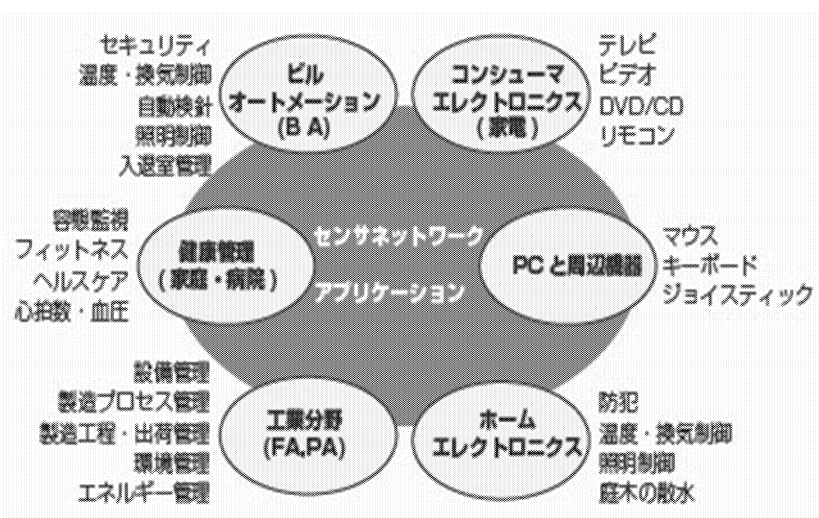 セキュリティ
温度・換気制御
自動検針
照明制御
入退室管理
ビル
オートメーション
(BA)
コンシューマ
エレクトロニクス
(家電)
テレビ
ビデオ
DVD/CD
リモコン
容態監視
フィットネス
ヘルスケア
心拍数・血圧
健康管理
(家庭・病院)
センサネットワーク
アプリケーション
PCと周辺機器
マウス
キーボード
ジョイスティック
設備管理
製造プロセス管理
製造工程・出荷管理
環境管理
エネルギー管理
工業分野
(FA,PA)
ホーム
エレクトロニクス
防犯
温度・換気制御
照明制御
庭木の散水